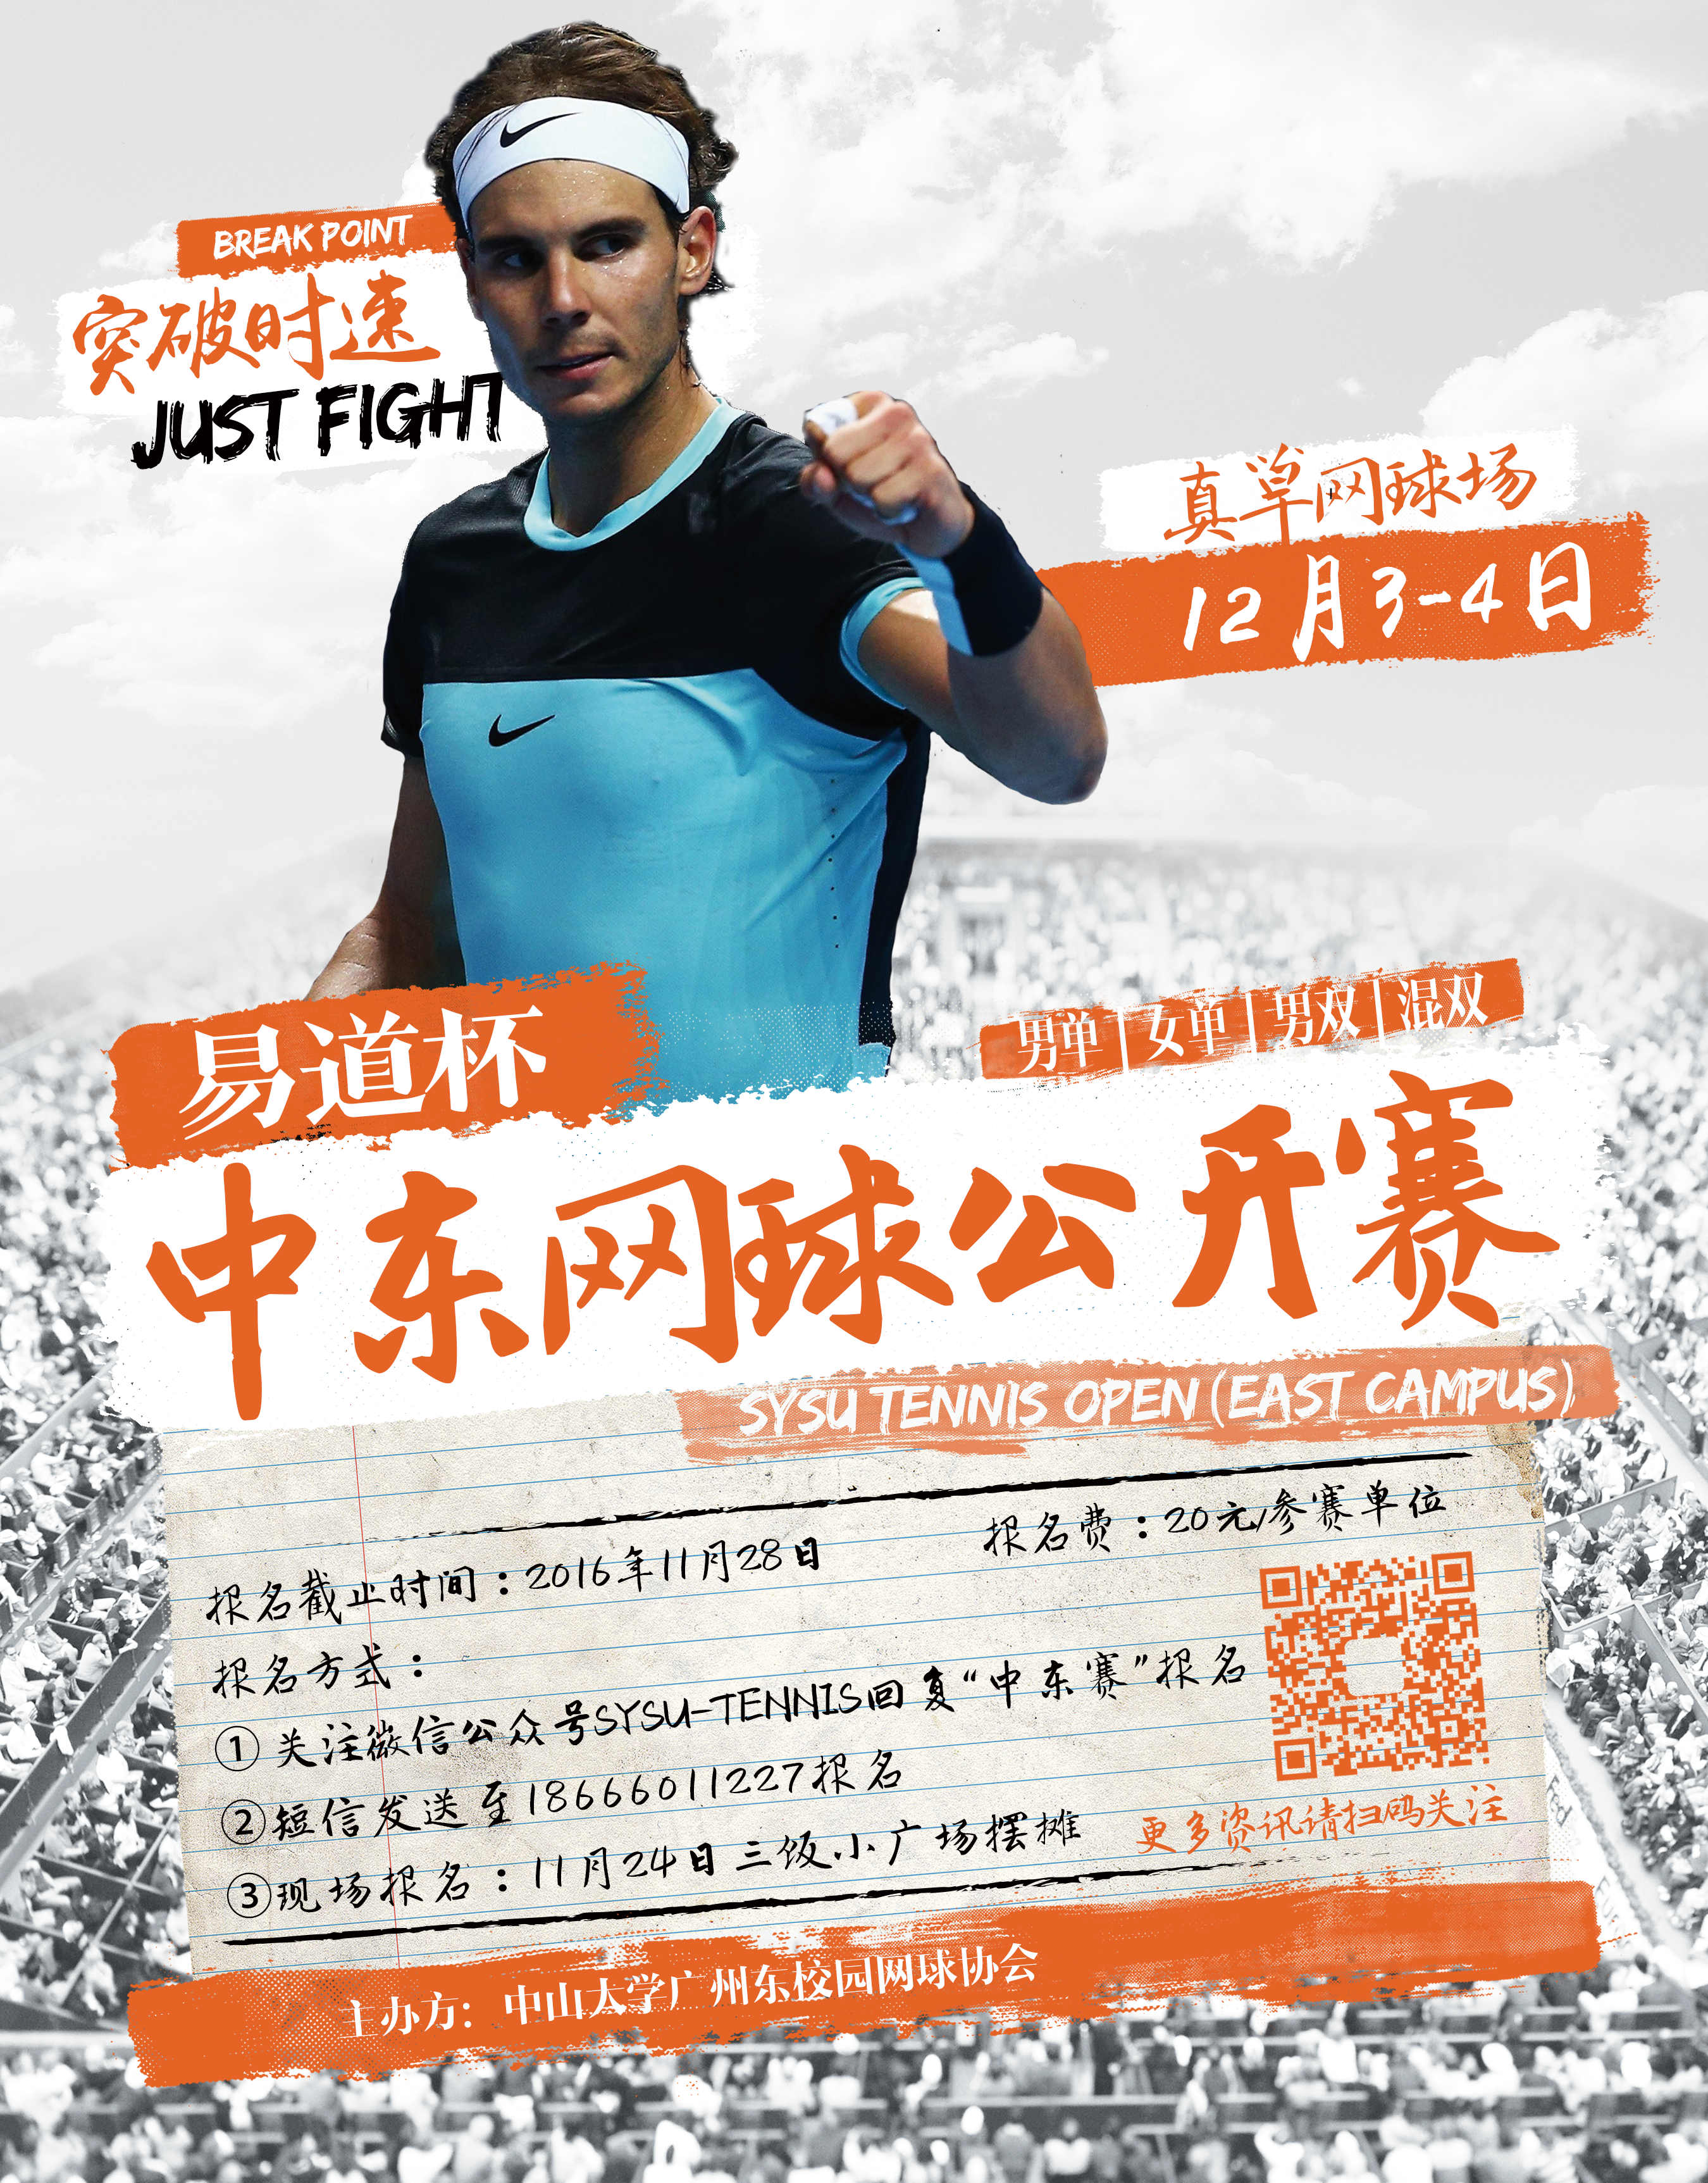 BREAK POINT
突破时速
JUST FIGHT
真草网球场
12月3-4日
易道杯
男单|女单|男双|混双
中东网球公开赛
SYSU TENNIS OPEN (EAST CAMPUS)
报名截止时间：2016年11月28日
报名费：20元/参赛单位
报名方式：
①关注微信公众号SYSU-TENNIS回复“中东赛”报名
②短信发送至18666011227报名
③现场报名：11月24日三饭小广场摆摊
更多资讯请扫码关注
主办方：中山大学广州东校园网球协会